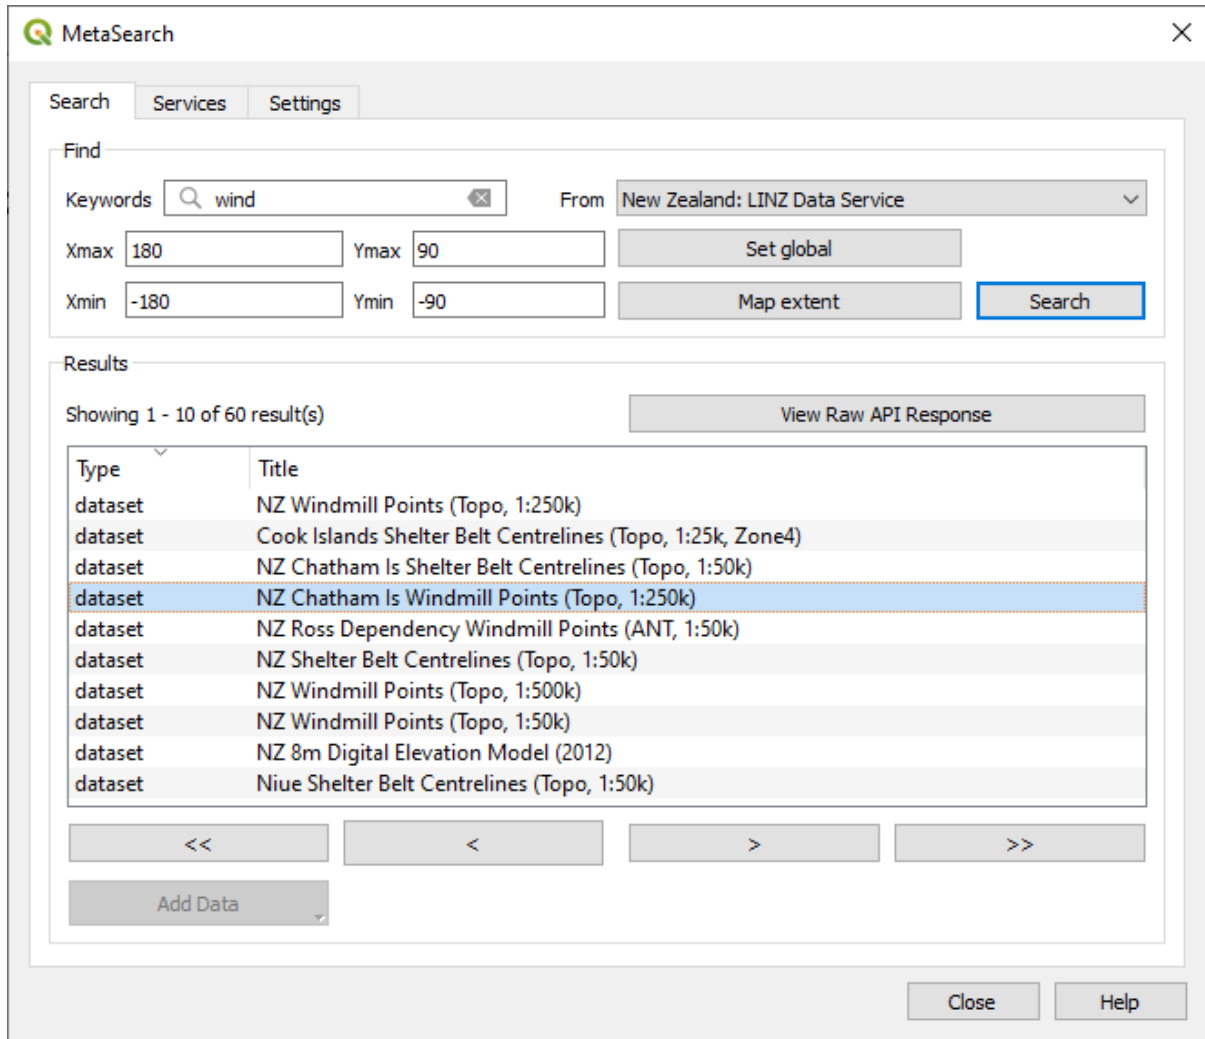 MetaSearch
Search Services Settings
Find
Keywords wind From New Zealand: LINZ Data Service
Xmax 180 Ymax 90 Set global
Xmin -180 Ymin -90 Map extent Search
Results
Showing 1 - 10 of 60 result(s) View Raw API Response
Type Title
dataset NZ Windmill Points (Topo, 1:250k)
dataset Cook Islands Shelter Belt Centrelines (Topo, 1:25k, Zone4)
dataset NZ Chatham Is Shelter Belt Centrelines (Topo, 1:50k)
dataset NZ Chatham Is Windmill Points (Topo, 1:250k)
dataset NZ Ross Dependency Windmill Points (ANT, 1:50k)
dataset NZ Shelter Belt Centrelines (Topo, 1:50k)
dataset NZ Windmill Points (Topo, 1:500k)
dataset NZ Windmill Points (Topo, 1:50k)
dataset NZ 8m Digital Elevation Model (2012)
dataset Niue Shelter Belt Centrelines (Topo, 1:50k)
<< < > >>
Add Data
Close Help